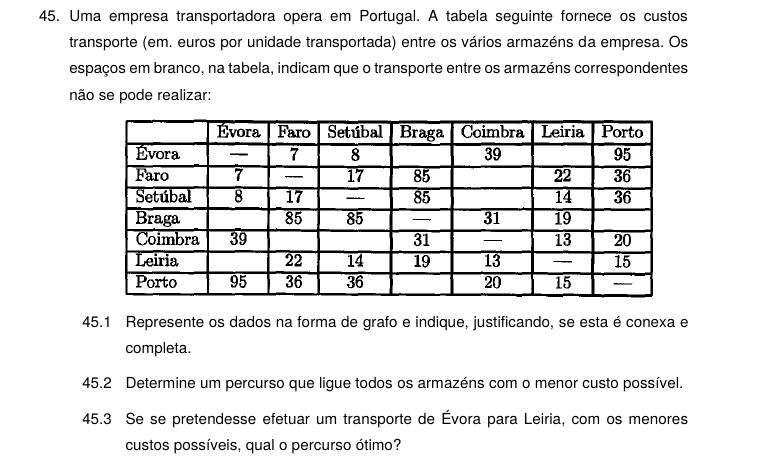 45. Uma empresa transportadora opera em Portugal. A tabela seguinte fornece os custos
transporte (em. euros por unidade transportada) entre os vários armazéns da empresa. Os
espaços em branco, na tabela, indicam que o transporte entre os armazéns correspondentes
não se pode realizar:
Évora Faro Setúbal Braga Coimbra Leiria Porto
Évora — 7 8 39 95
Faro 7 — 17 85 22 36
Setúbal 8 17 — 85 14 36
Braga 85 85 — 31 19
Coimbra 39 31 — 13 20
Leiria 22 14 19 13 — 15
Porto 95 36 36 20 15 —
45.1 Represente os dados na forma de grafo e indique, justificando, se esta é conexa e
completa.
45.2 Determine um percurso que ligue todos os armazéns com o menor custo possível.
45.3 Se se pretendesse efetuar um transporte de Évora para Leiria, com os menores
custos possíveis, qual o percurso ótimo?